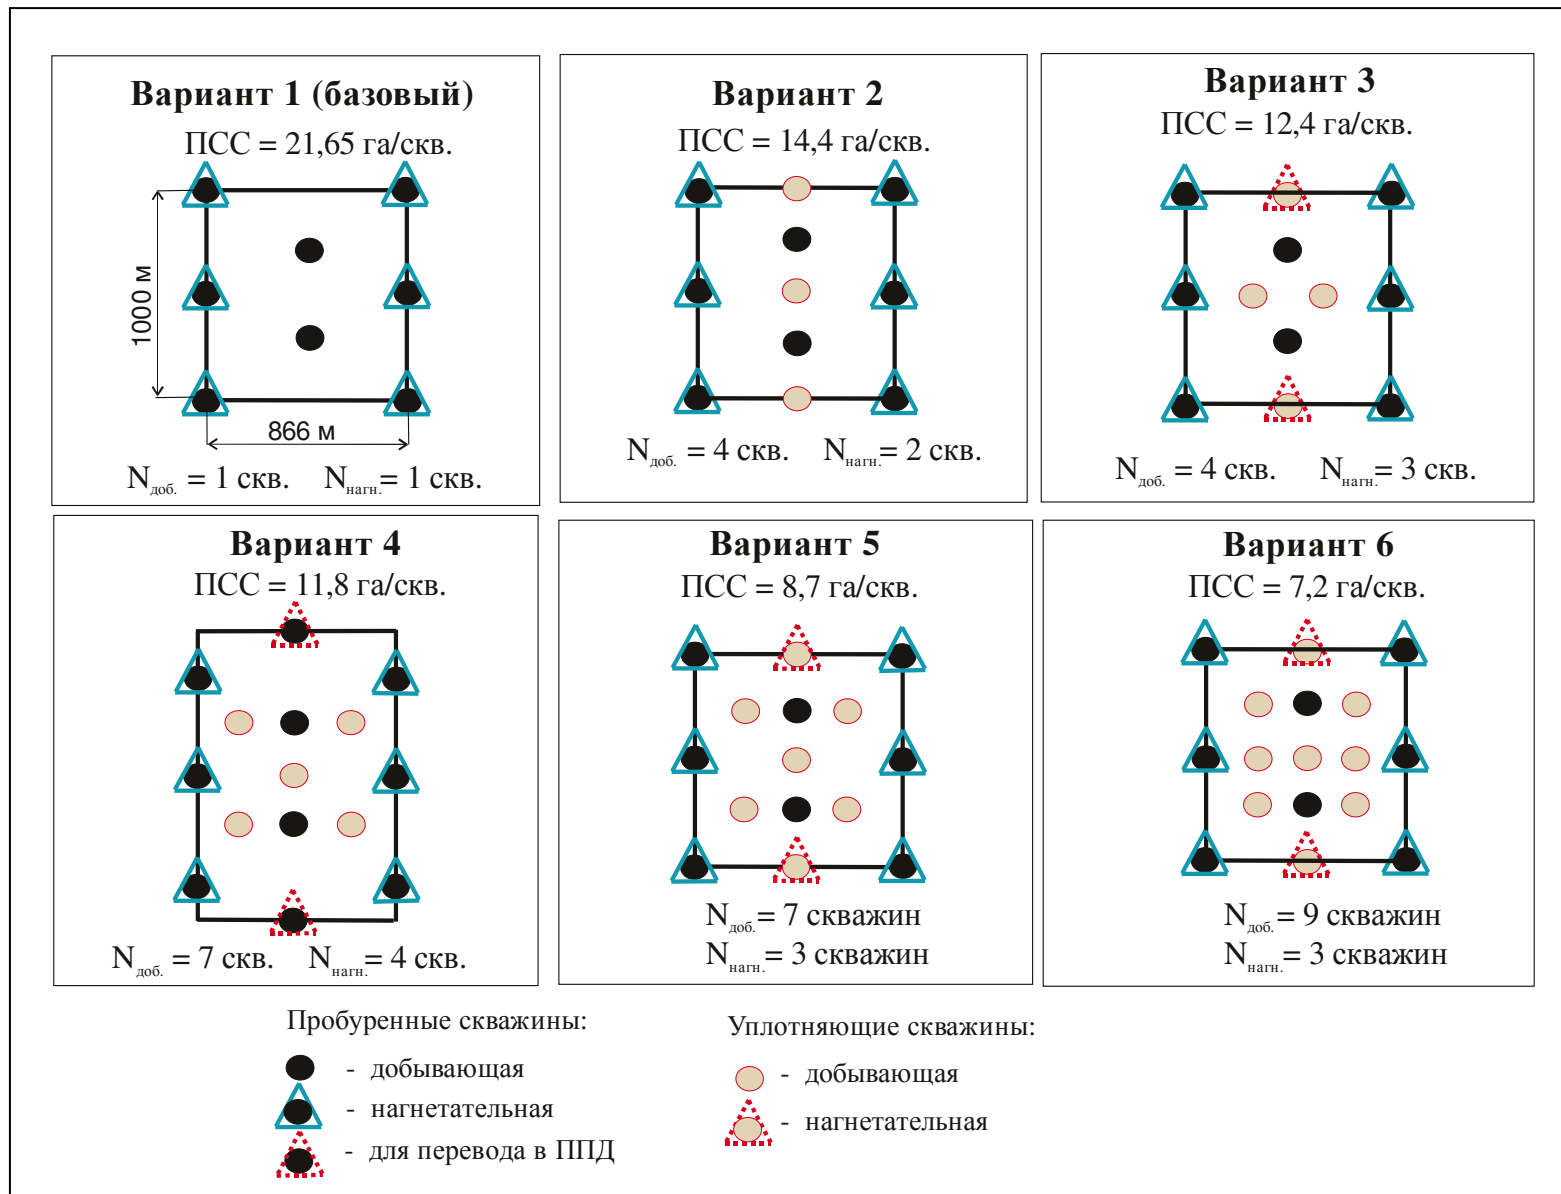 Вариант 1 (базовый)
ПСС = 21,65 га/скв.
1000 м
866 м
Nдоб. = 1 скв. Nнагн.= 1 скв.
Вариант 2
ПСС = 14,4 га/скв.
Nдоб. = 4 скв. Nнагн.= 2 скв.
Вариант 3
ПСС = 12,4 га/скв.
Nдоб. = 4 скв. Nнагн.= 3 скв.
Вариант 4
ПСС = 11,8 га/скв.
Nдоб. = 7 скв. Nнагн.= 4 скв.
Вариант 5
ПСС = 8,7 га/скв.
Nдоб.= 7 скважин
Nнагн.= 3 скважин
Вариант 6
ПСС = 7,2 га/скв.
Nдоб.= 9 скважин
Nнагн.= 3 скважин
Пробуренные скважины:
- добывающая
- нагнетательная
- для перевода в ППД
Уплотняющие скважины:
- добывающая
- нагнетательная